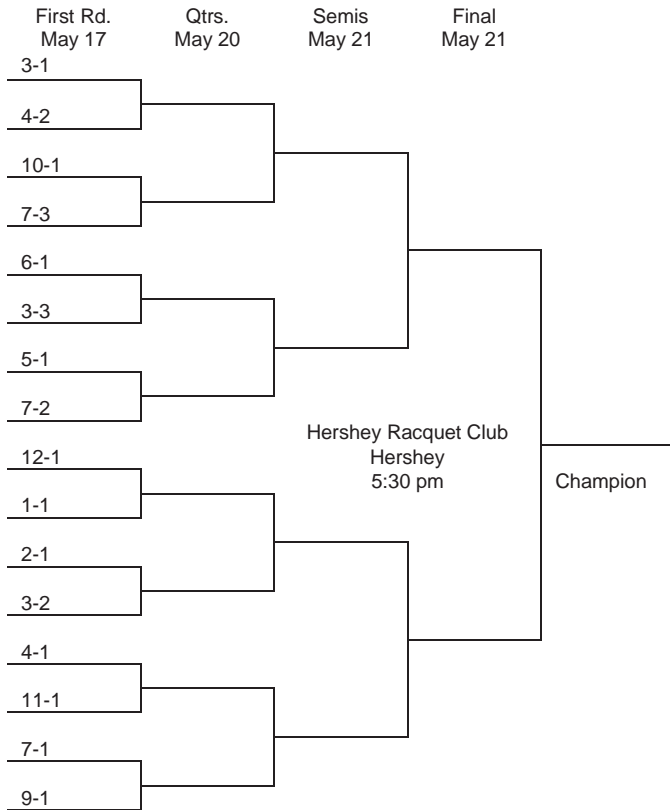 First Rd. Qtrs. Semis Final
May 17 May 20 May 21 May 21
3-1
4-2
10-1
7-3
6-1
3-3
5-1
7-2
Hershey Racquet Club
Hershey
5:30 pm
12-1
1-1
Champion
2-1
3-2
4-1
11-1
7-1
9-1